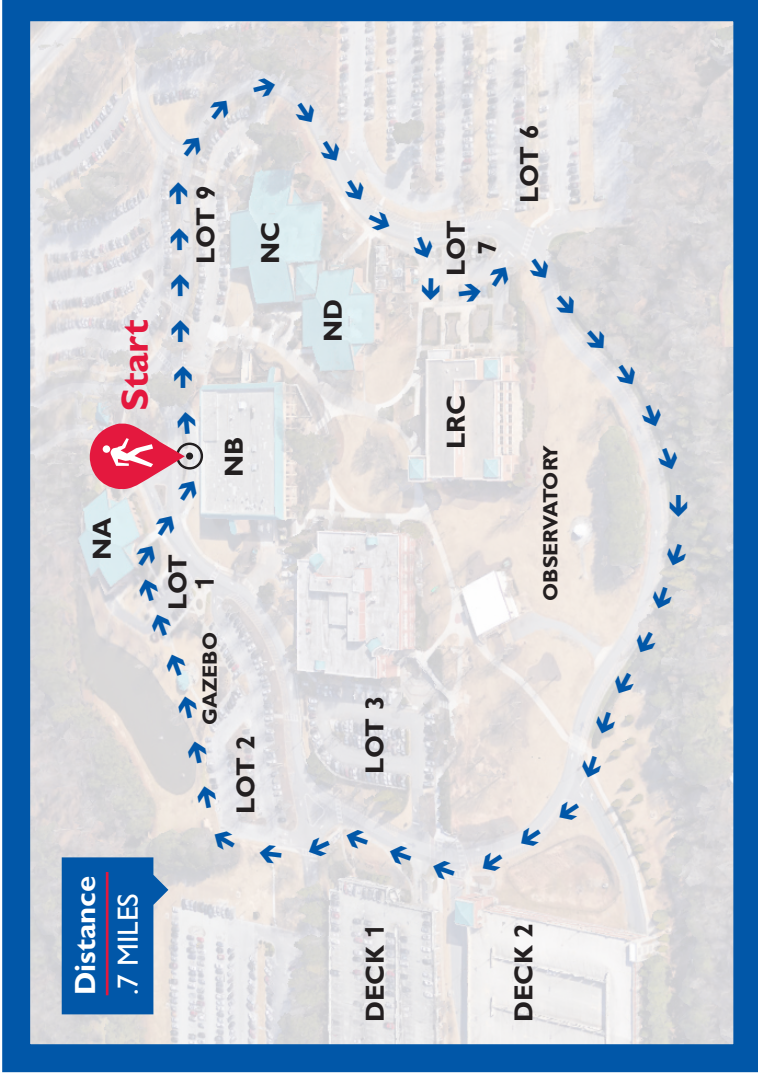 Distance
.7 MILES
Start
NA
LOT
1
GAZEBO
LOT 2
NB
LOT 9
NC
ND
LOT 3
LRC
LOT
7
LOT 6
OBSERVATORY
DECK 1
DECK 2